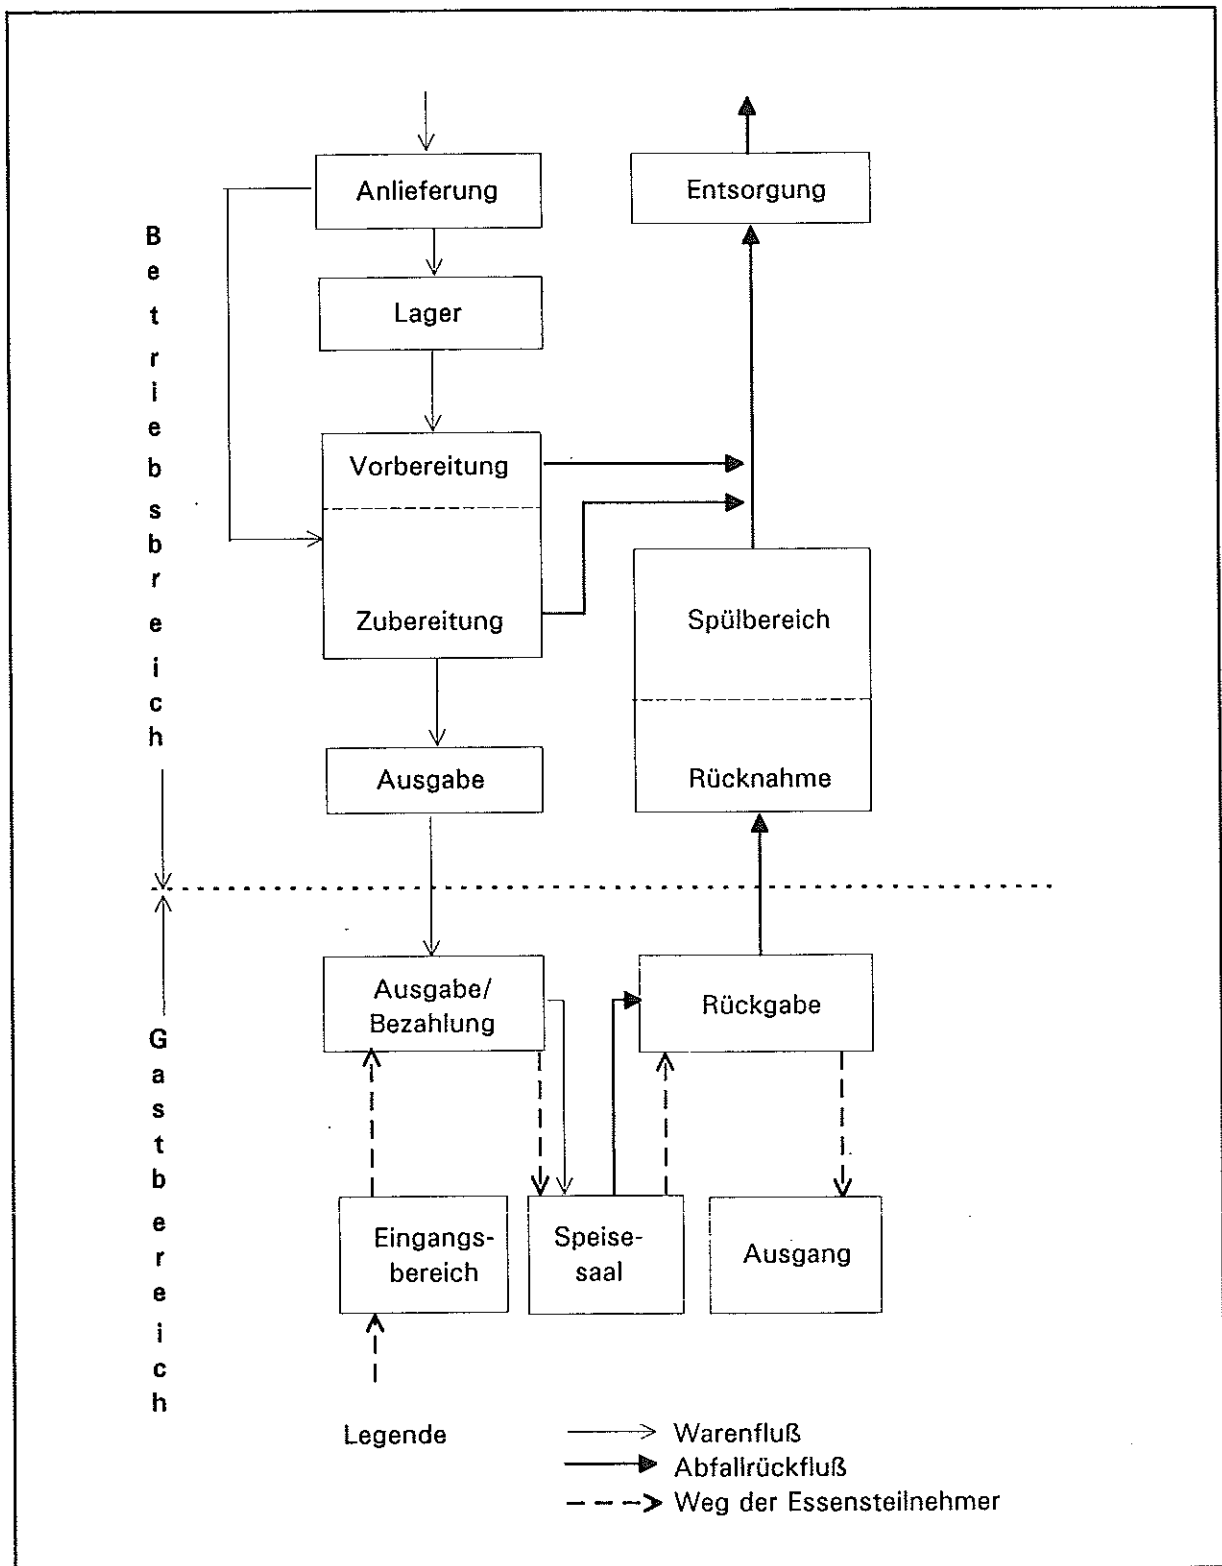 Betriebsbreich
Anlieferung
Entsorgung
Lager
Vorbereitung
Zubereitung
Spülbereich
Ausgabe
Rücknahme
Gastbereich
Ausgabe/
Bezahlung
Rückgabe
Eingangs-
bereich
Speise-
saal
Ausgang
Legende
Warenfluß
Abfallrückfluß
Weg der Essensteilnehmer